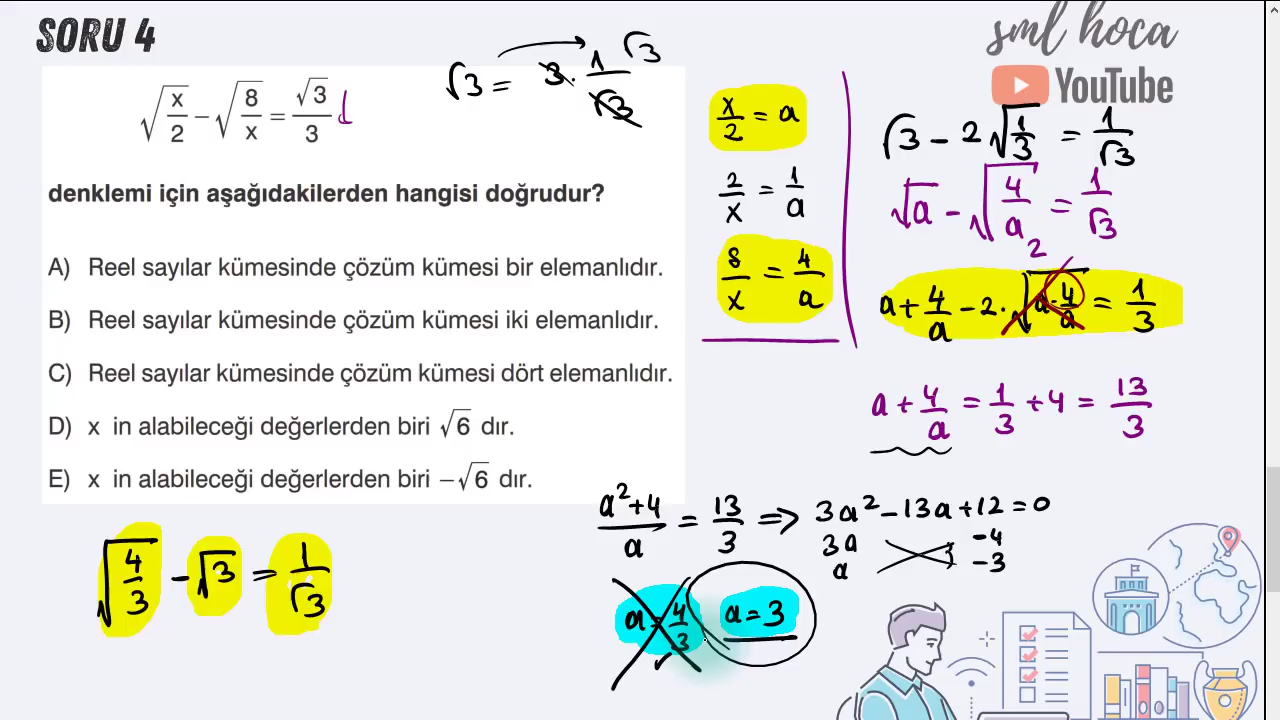 SORU 4
sml hoca
YouTube
√(x/2) − √(8/x) = √3/3
denklemi için aşağıdakilerden hangisi doğrudur?
A) Reel sayılar kümesinde çözüm kümesi bir elemanlıdır.
B) Reel sayılar kümesinde çözüm kümesi iki elemanlıdır.
C) Reel sayılar kümesinde çözüm kümesi dört elemanlıdır.
D) x in alabileceği değerlerden biri √6 dır.
E) x in alabileceği değerlerden biri −√6 dır.
√(4/3) − √3 = 1/√3
√3 = 3 · 1/√3 √3
x/2 = a
2/x = 1/a
8/x = 4/a
√3 − 2√(1/3) = 1/√3
√a − √(4/a) = 1/√3
2
a + 4/a − 2·√(a·4/a) = 1/3
a + 4/a = 1/3 + 4 = 13/3
(a²+4)/a = 13/3 ⇒ 3a² − 13a + 12 = 0
3a −4
a −3
a = 4/3 a = 3